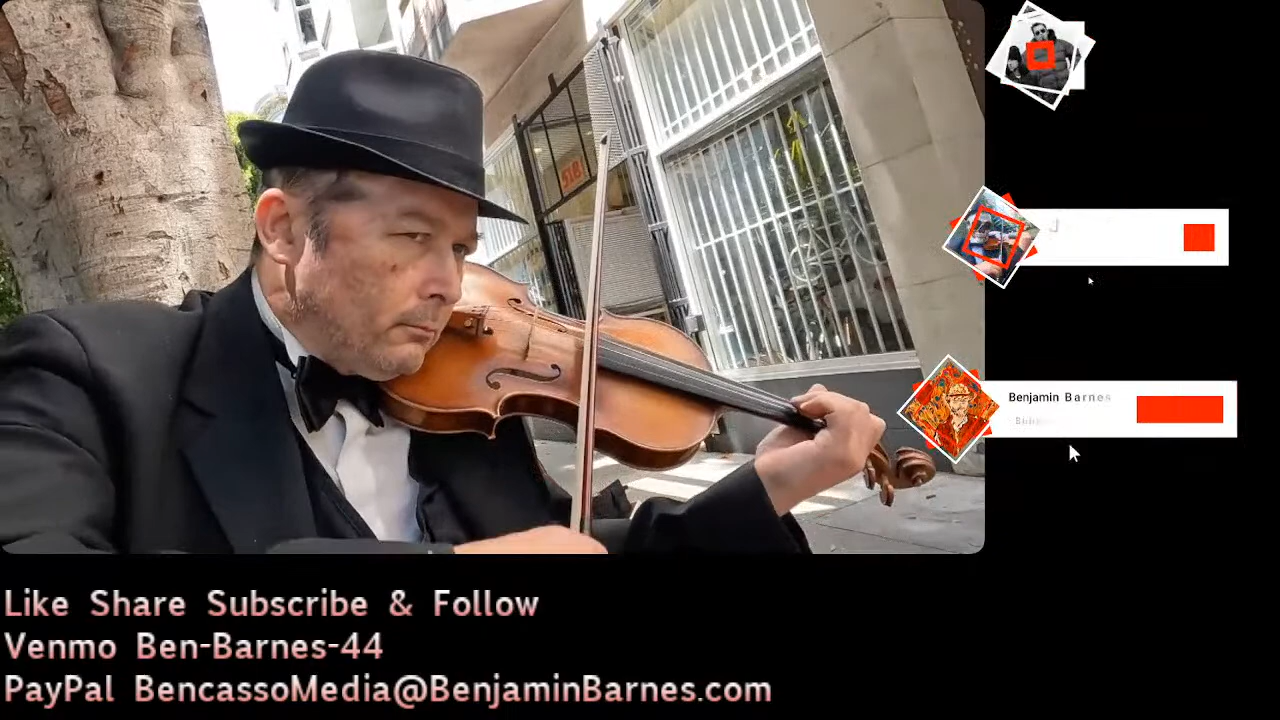 Benjamin Barnes
Like Share Subscribe & Follow
Venmo Ben-Barnes-44
PayPal BencassoMedia@BenjaminBarnes.com